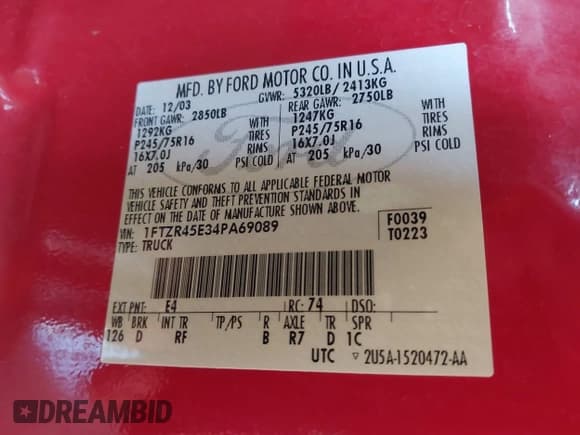 MFD. BY FORD MOTOR CO. IN U.S.A.
DATE: 12/03 GVWR: 5320LB/ 2413KG
FRONT GAWR: 2850LB REAR GAWR: 2750LB
1292KG WITH 1247KG WITH
P245/75R16 TIRES P245/75R16 TIRES
16X7.0J RIMS 16X7.0J RIMS
AT 205 kPa/30 PSI COLD AT 205 kPa/30 PSI COLD
THIS VEHICLE CONFORMS TO ALL APPLICABLE FEDERAL MOTOR
VEHICLE SAFETY AND THEFT PREVENTION STANDARDS IN
EFFECT ON THE DATE OF MANUFACTURE SHOWN ABOVE.
VIN: 1FTZR45E34PA69089 F0039
TYPE: TRUCK T0223
EXT PNT: E4 RC: 74 DSO:
WB BRK INT TR TP/PS R AXLE TR SPR
126 D RF B R7 D 1C
UTC ▽ 2U5A-1520472-AA
Ford
DREAMBID